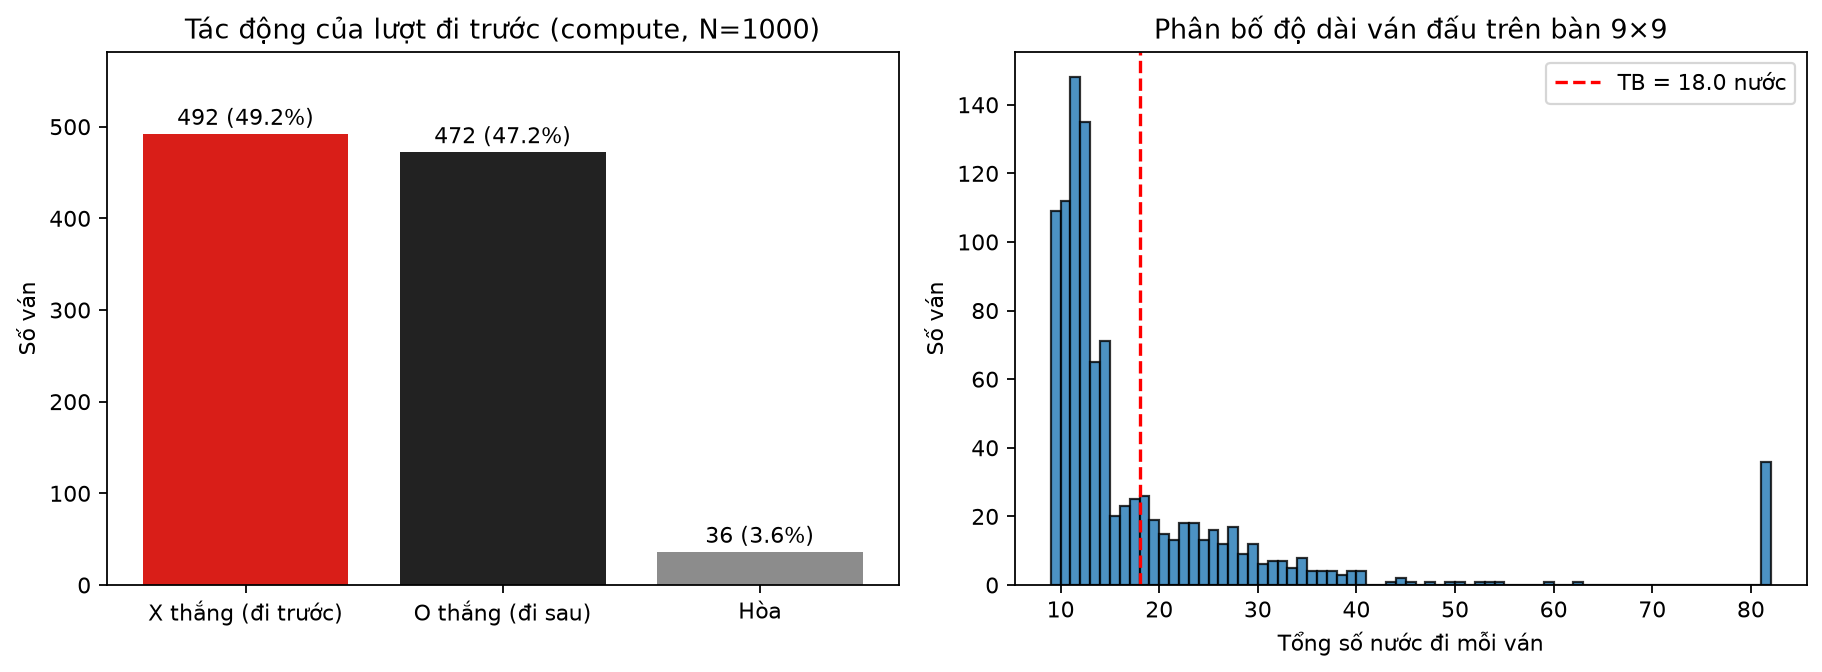 Tác động của lượt đi trước (compute, N=1000)
Số ván
500
400
300
200
100
0
492 (49.2%)
472 (47.2%)
36 (3.6%)
X thắng (đi trước)
O thắng (đi sau)
Hòa
Phân bố độ dài ván đấu trên bàn 9×9
TB = 18.0 nước
Số ván
140
120
100
80
60
40
20
0
10
20
30
40
50
60
70
80
Tổng số nước đi mỗi ván